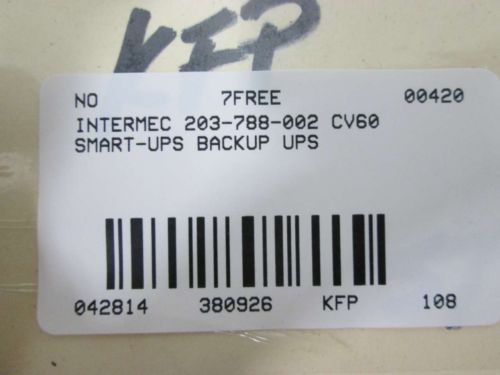 KFP
NO 7FREE 00420
INTERMEC 203-788-002 CV60
SMART-UPS BACKUP UPS
042814 380926 KFP 108